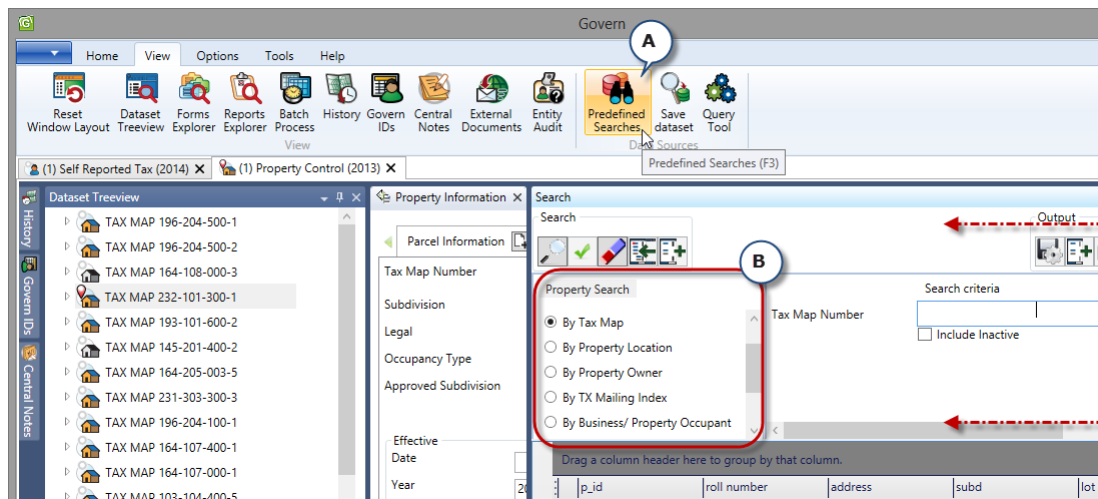 Govern
A
Home View Options Tools Help
Reset Window Layout
Dataset Treeview
Forms Explorer
Reports Explorer
Batch Process
History
Govern IDs
Central Notes
External Documents
Entity Audit
Predefined Searches
Save dataset
Query Tool
View
Data Sources
Predefined Searches (F3)
(1) Self Reported Tax (2014) X
(1) Property Control (2013) X
History
Govern IDs
Central Notes
Dataset Treeview
TAX MAP 196-204-500-1
TAX MAP 196-204-500-2
TAX MAP 164-108-000-3
TAX MAP 232-101-300-1
TAX MAP 193-101-600-2
TAX MAP 145-201-400-2
TAX MAP 164-205-003-5
TAX MAP 231-303-300-3
TAX MAP 196-204-100-1
TAX MAP 164-107-400-1
TAX MAP 164-107-000-1
TAX MAP 103-104-400-5
Property Information X
Parcel Information
Tax Map Number
Subdivision
Legal
Occupancy Type
Approved Subdivision
Effective
Date
Year
Search
Search
Output
B
Property Search
By Tax Map
By Property Location
By Property Owner
By TX Mailing Index
By Business/ Property Occupant
Tax Map Number
Search criteria
Include Inactive
Drag a column header here to group by that column.
p_id roll number address subd lot